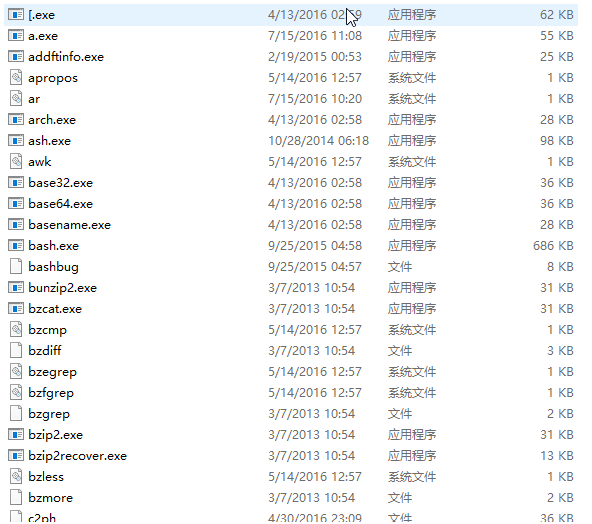 [.exe 4/13/2016 02:59 应用程序 62 KB
a.exe 7/15/2016 11:08 应用程序 55 KB
addftinfo.exe 2/19/2015 00:53 应用程序 25 KB
apropos 5/14/2016 12:57 系统文件 1 KB
ar 7/15/2016 10:20 系统文件 1 KB
arch.exe 4/13/2016 02:58 应用程序 28 KB
ash.exe 10/28/2014 06:18 应用程序 98 KB
awk 5/14/2016 12:57 系统文件 1 KB
base32.exe 4/13/2016 02:58 应用程序 36 KB
base64.exe 4/13/2016 02:58 应用程序 36 KB
basename.exe 4/13/2016 02:58 应用程序 28 KB
bash.exe 9/25/2015 04:58 应用程序 686 KB
bashbug 9/25/2015 04:57 文件 8 KB
bunzip2.exe 3/7/2013 10:54 应用程序 31 KB
bzcat.exe 3/7/2013 10:54 应用程序 31 KB
bzcmp 5/14/2016 12:57 系统文件 1 KB
bzdiff 3/7/2013 10:54 文件 3 KB
bzegrep 5/14/2016 12:57 系统文件 1 KB
bzfgrep 5/14/2016 12:57 系统文件 1 KB
bzgrep 3/7/2013 10:54 文件 2 KB
bzip2.exe 3/7/2013 10:54 应用程序 31 KB
bzip2recover.exe 3/7/2013 10:54 应用程序 13 KB
bzless 5/14/2016 12:57 系统文件 1 KB
bzmore 3/7/2013 10:54 文件 2 KB
c2ph 4/30/2016 23:09 文件 36 KB